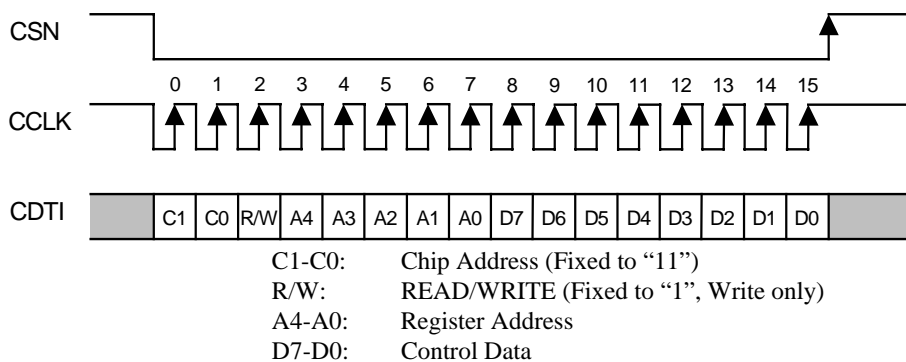 CSN
0 1 2 3 4 5 6 7 8 9 10 11 12 13 14 15
CCLK
CDTI C1 C0 R/W A4 A3 A2 A1 A0 D7 D6 D5 D4 D3 D2 D1 D0
C1-C0: Chip Address (Fixed to “11”)
R/W: READ/WRITE (Fixed to “1”, Write only)
A4-A0: Register Address
D7-D0: Control Data